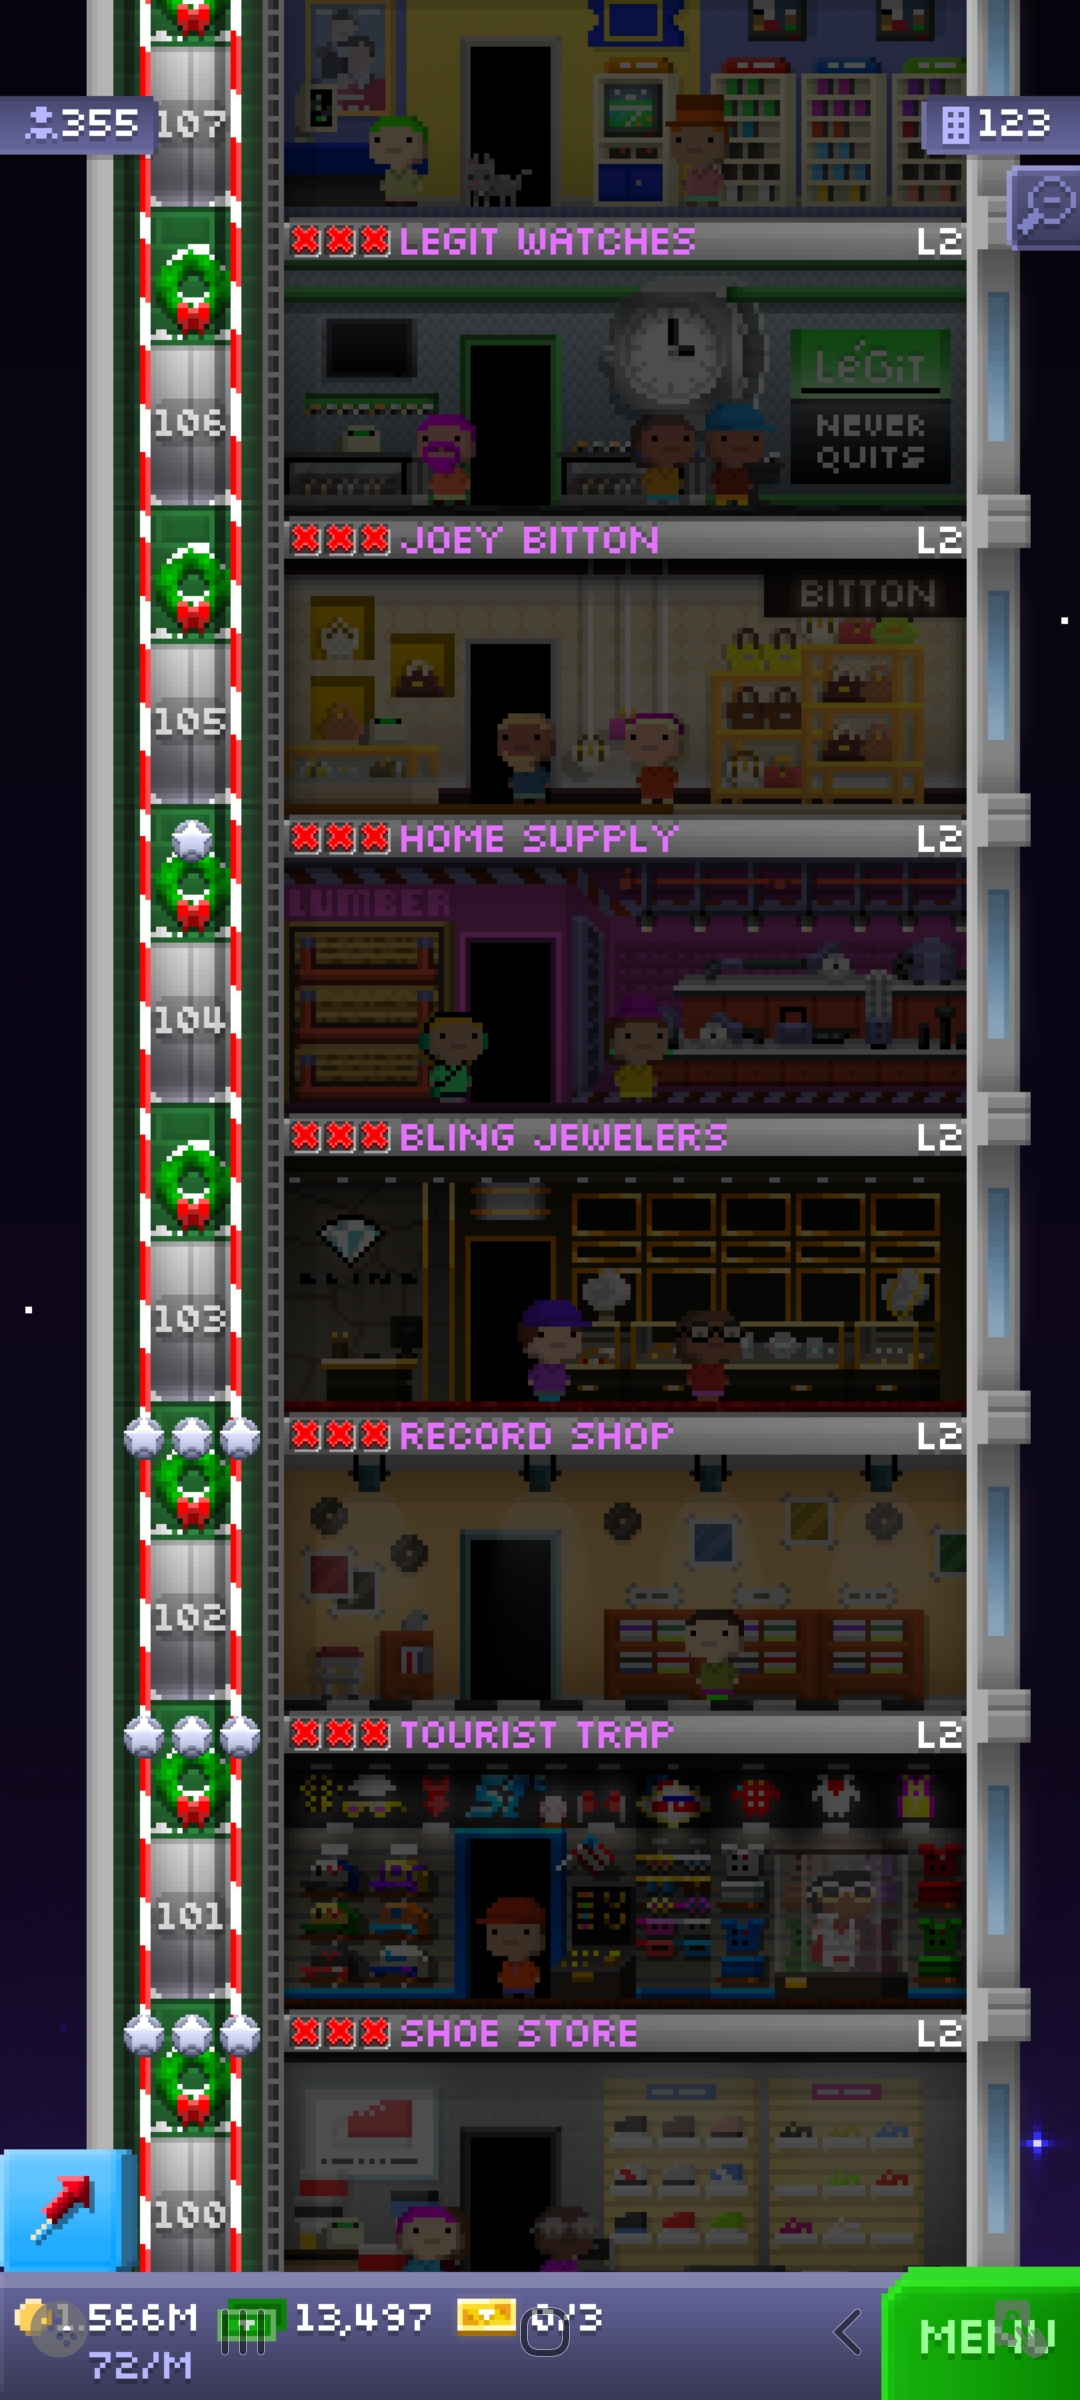 107
355
123
LEGIT WATCHES L2
LéGiT
NEVER
QUITS
106
JOEY BITTON L2
BITTON
105
HOME SUPPLY L2
LUMBER
104
BLING JEWELERS L2
BLING
103
RECORD SHOP L2
102
TOURIST TRAP L2
101
SHOE STORE L2
100
1.566M 13,497 0/3
72/M
MENU